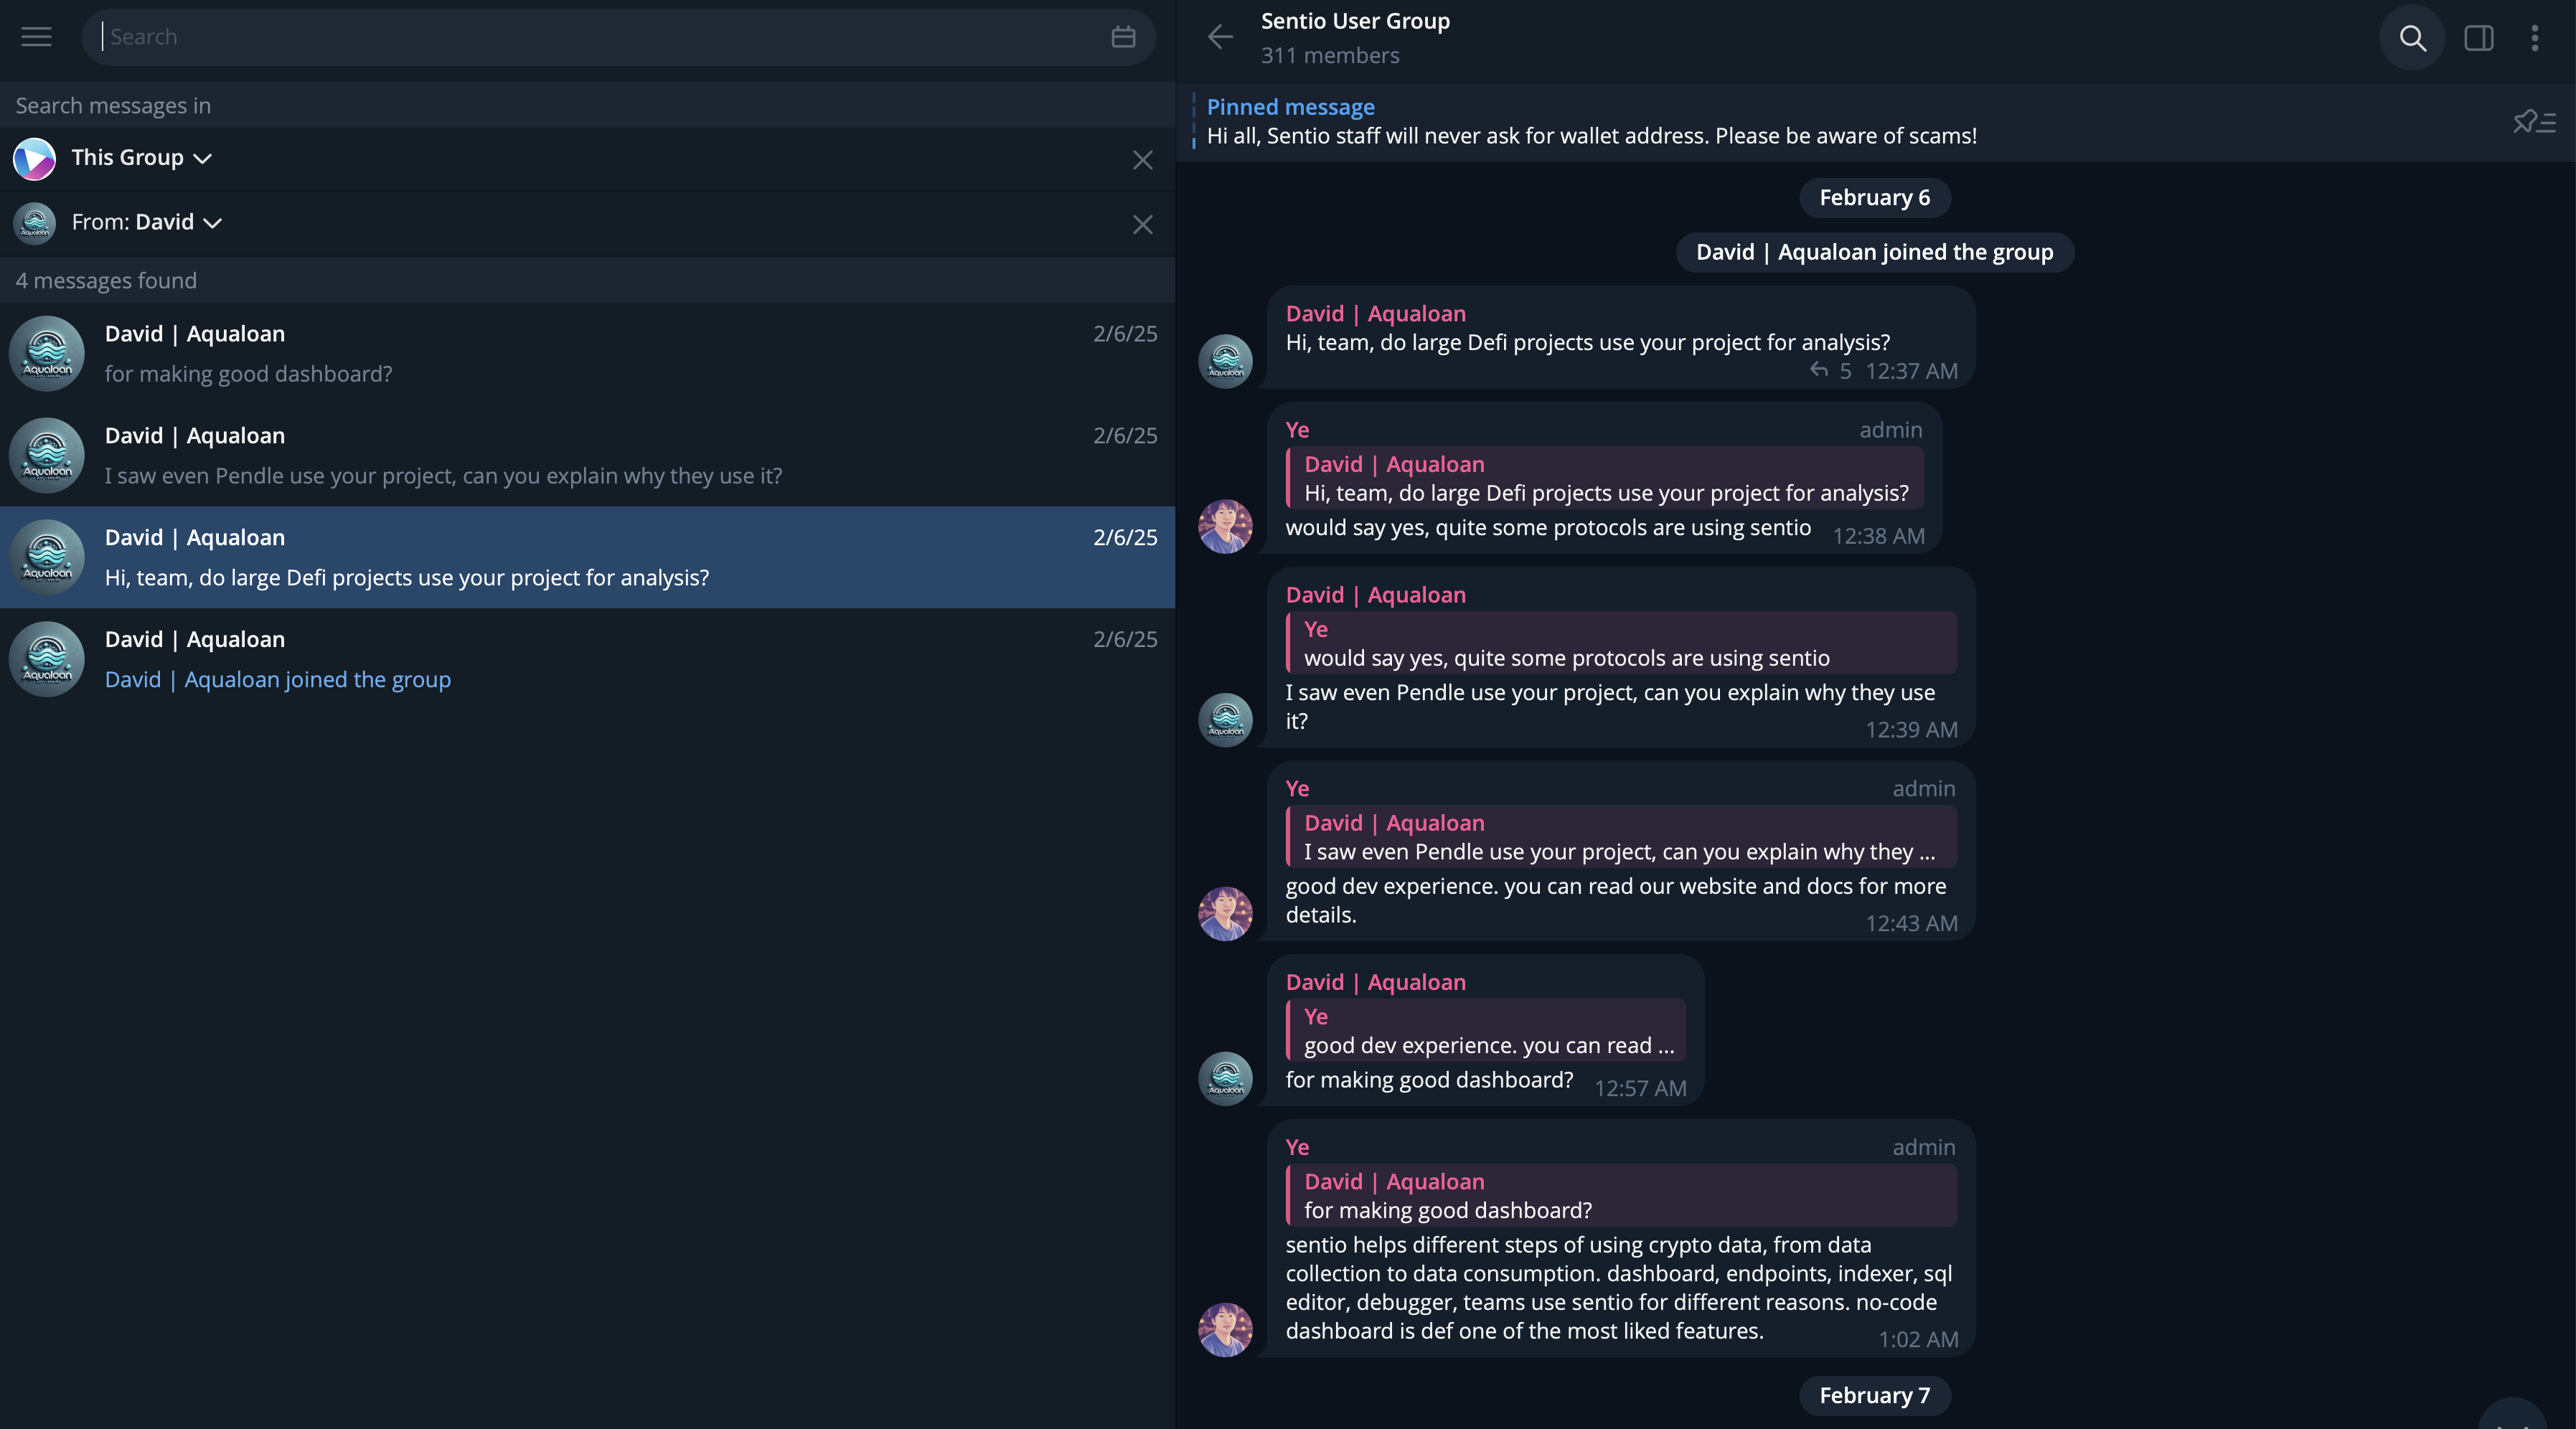 Search
Search messages in
This Group
From: David
4 messages found
David | Aqualoan 2/6/25
for making good dashboard?
David | Aqualoan 2/6/25
I saw even Pendle use your project, can you explain why they use it?
David | Aqualoan 2/6/25
Hi, team, do large Defi projects use your project for analysis?
David | Aqualoan 2/6/25
David | Aqualoan joined the group
Aqualoan
Aqualoan
Aqualoan
Aqualoan
Aqualoan
Sentio User Group
311 members
Pinned message
Hi all, Sentio staff will never ask for wallet address. Please be aware of scams!
February 6
David | Aqualoan joined the group
David | Aqualoan
Hi, team, do large Defi projects use your project for analysis?
5 12:37 AM
Aqualoan
Ye admin
David | Aqualoan
Hi, team, do large Defi projects use your project for analysis?
would say yes, quite some protocols are using sentio 12:38 AM
David | Aqualoan
Ye
would say yes, quite some protocols are using sentio
I saw even Pendle use your project, can you explain why they use
it?
12:39 AM
Aqualoan
Ye admin
David | Aqualoan
I saw even Pendle use your project, can you explain why they ...
good dev experience. you can read our website and docs for more
details.
12:43 AM
David | Aqualoan
Ye
good dev experience. you can read ...
for making good dashboard? 12:57 AM
Aqualoan
Ye admin
David | Aqualoan
for making good dashboard?
sentio helps different steps of using crypto data, from data
collection to data consumption. dashboard, endpoints, indexer, sql
editor, debugger, teams use sentio for different reasons. no-code
dashboard is def one of the most liked features.
1:02 AM
February 7